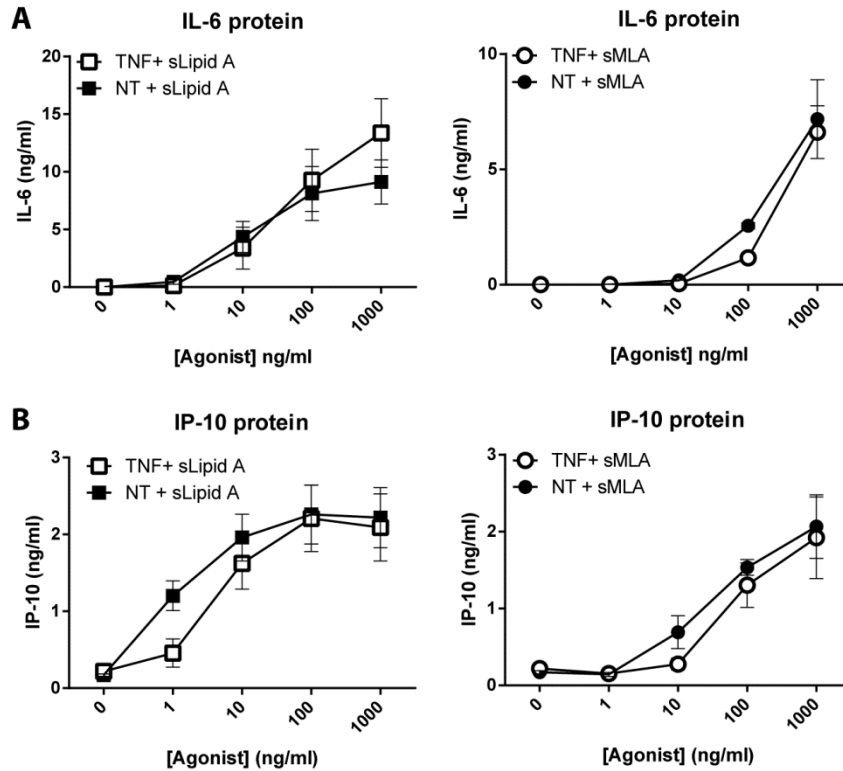 A
IL-6 protein
TNF+ sLipid A
NT + sLipid A
IL-6 (ng/ml)
20
15
10
5
0
0
1
10
100
1000
[Agonist] ng/ml
IL-6 protein
TNF+ sMLA
NT + sMLA
IL-6 (ng/ml)
10
5
0
0
1
10
100
1000
[Agonist] ng/ml
B
IP-10 protein
TNF+ sLipid A
NT + sLipid A
IP-10 (ng/ml)
3
2
1
0
0
1
10
100
1000
[Agonist] (ng/ml)
IP-10 protein
TNF+ sMLA
NT + sMLA
IP-10 (ng/ml)
3
2
1
0
0
1
10
100
1000
[Agonist] (ng/ml)